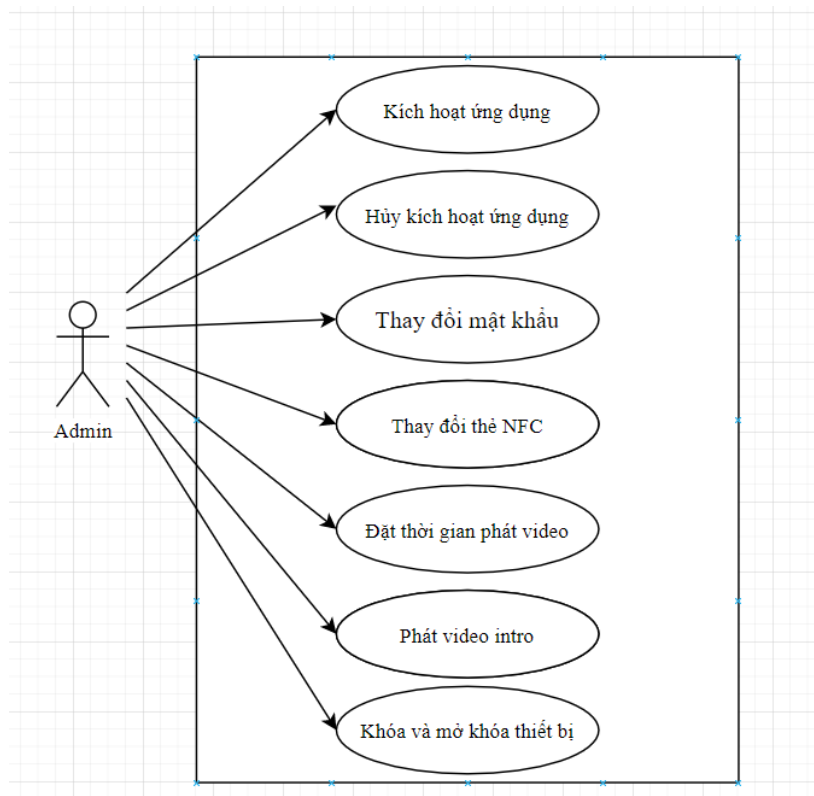 Kích hoạt ứng dụng
Hủy kích hoạt ứng dụng
Thay đổi mật khẩu
Thay đổi thẻ NFC
Admin
Đặt thời gian phát video
Phát video intro
Khóa và mở khóa thiết bị